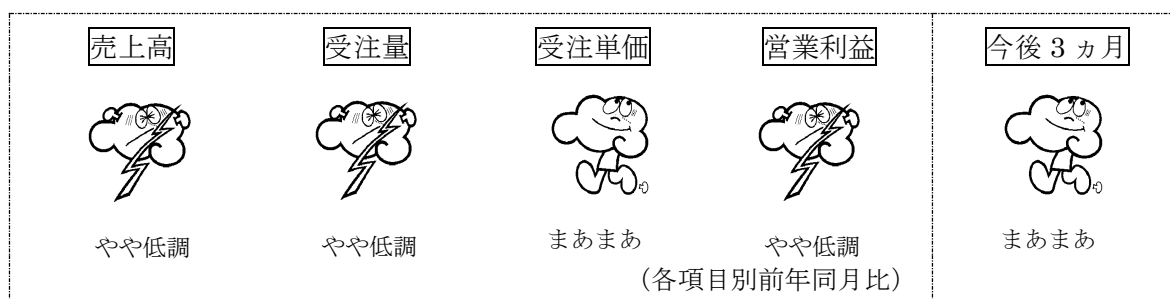 売上高 受注量 受注単価 営業利益 今後3ヵ月
やや低調 やや低調 まあまあ やや低調 まあまあ
（各項目別前年同月比）